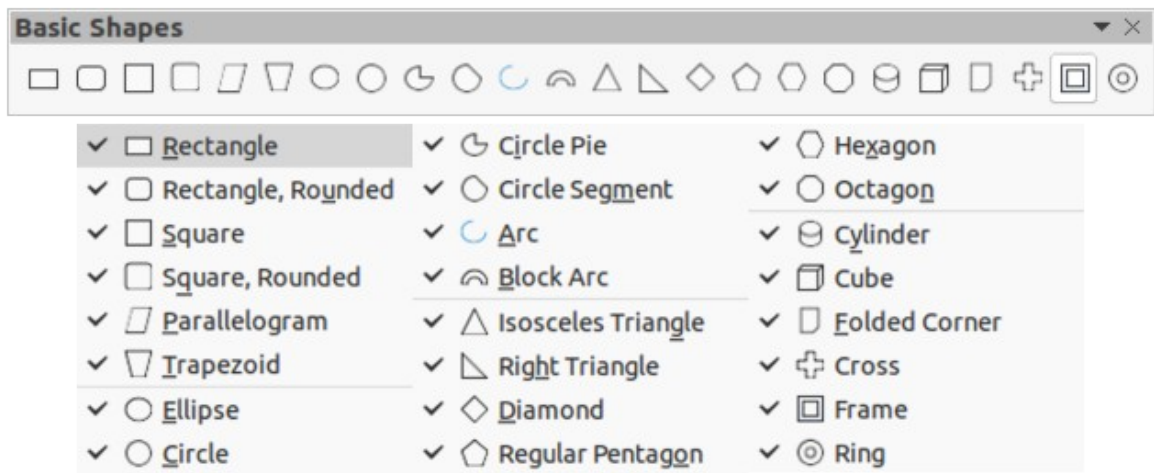 Basic Shapes
Rectangle
Rectangle, Rounded
Square
Square, Rounded
Parallelogram
Trapezoid
Ellipse
Circle
Circle Pie
Circle Segment
Arc
Block Arc
Isosceles Triangle
Right Triangle
Diamond
Regular Pentagon
Hexagon
Octagon
Cylinder
Cube
Folded Corner
Cross
Frame
Ring